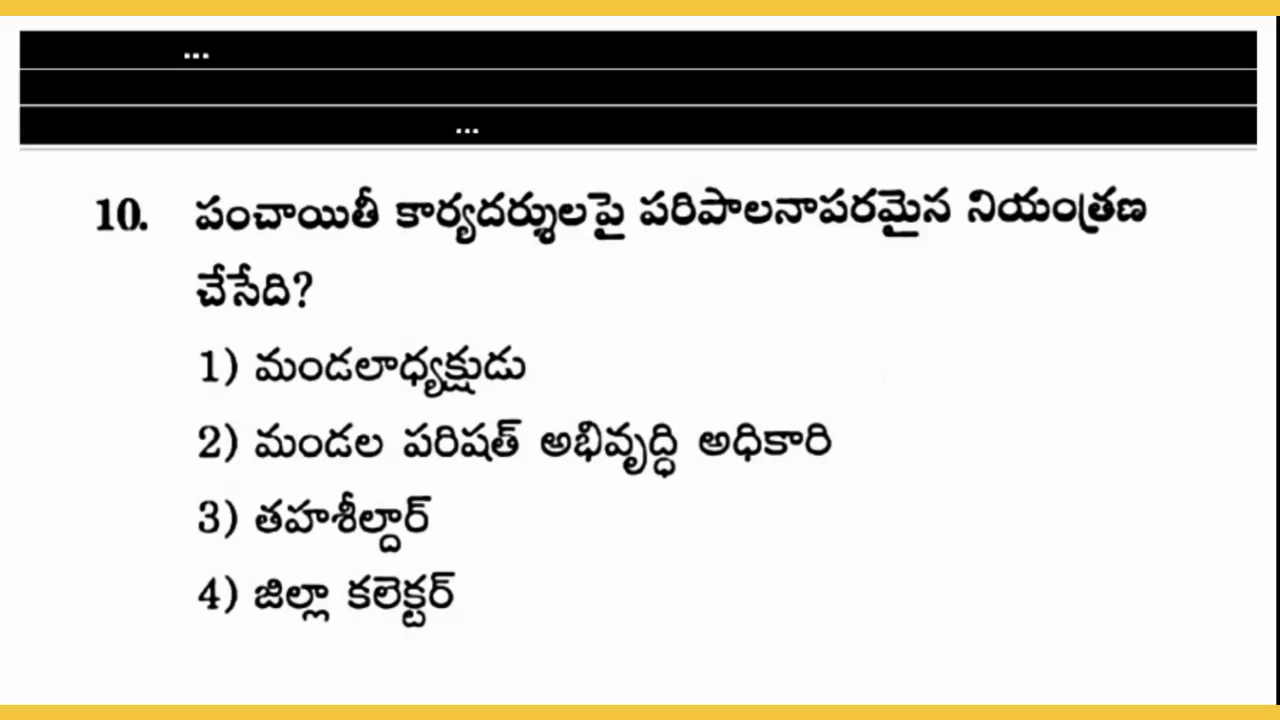 ...
...
10. పంచాయితీ కార్యదర్శులపై పరిపాలనాపరమైన నియంత్రణ
చేసేది?
1) మండలాధ్యక్షుడు
2) మండల పరిషత్ అభివృద్ధి అధికారి
3) తహశీల్దార్
4) జిల్లా కలెక్టర్